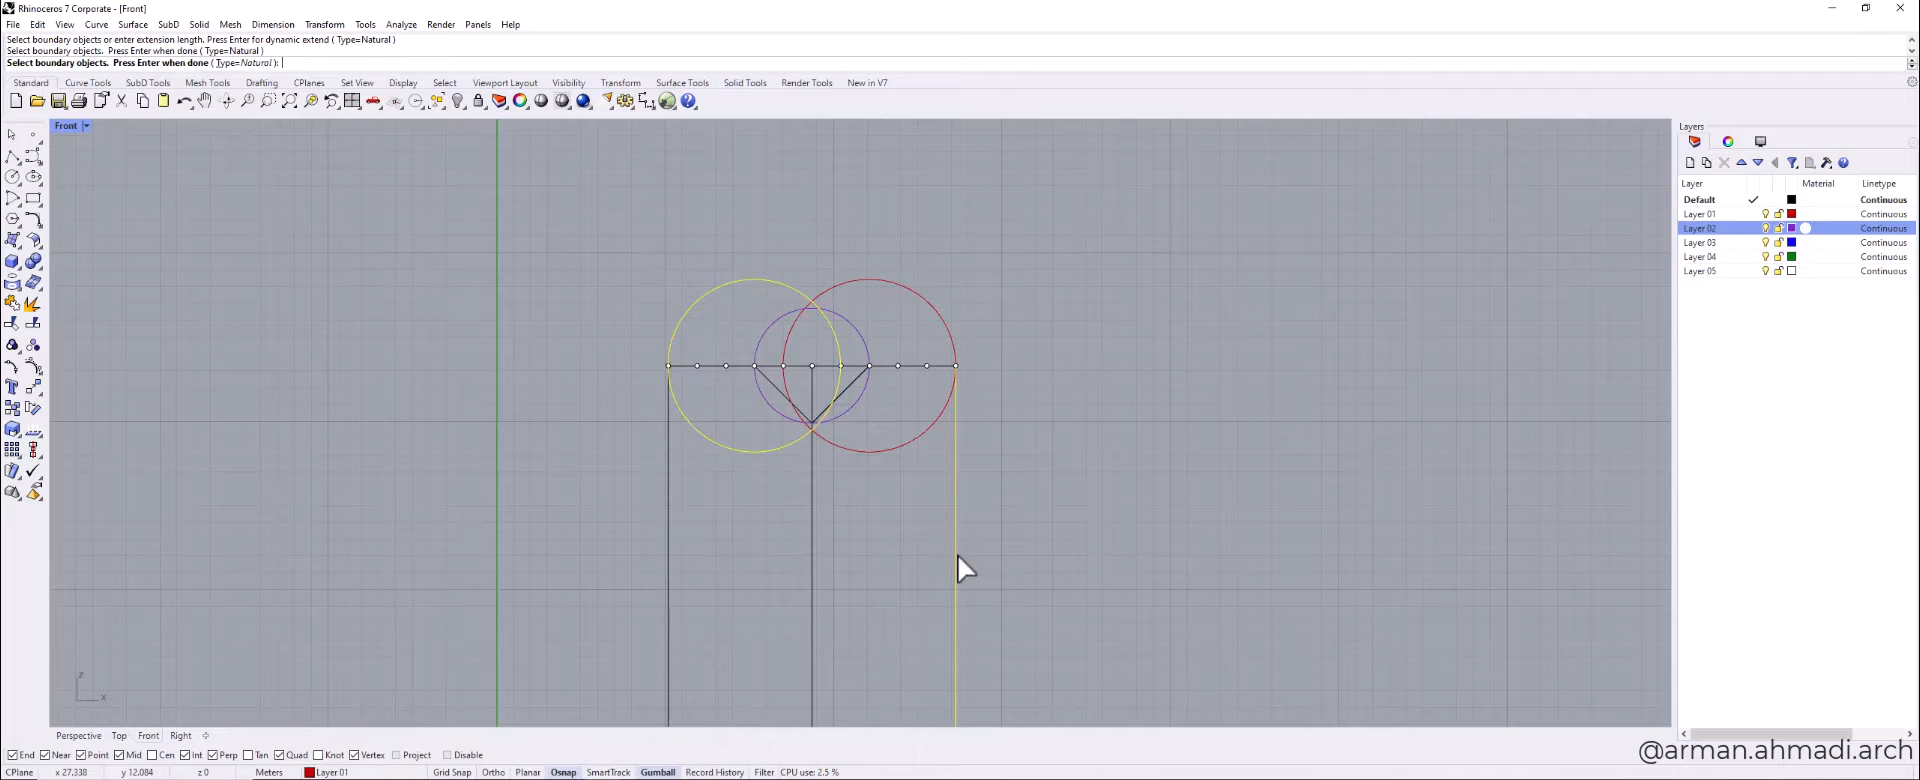 Rhinoceros 7 Corporate - [Front]
File Edit View Curve Surface SubD Solid Mesh Dimension Transform Tools Analyze Render Panels Help
Select boundary objects or enter extension length. Press Enter for dynamic extend ( Type=Natural )
Select boundary objects.  Press Enter when done ( Type=Natural )
Select boundary objects.  Press Enter when done ( Type=Natural ):
Standard Curve Tools SubD Tools Mesh Tools Drafting CPlanes Set View Display Select Viewport Layout Visibility Transform Surface Tools Solid Tools Render Tools New in V7
Front
Layers
Layer Material Linetype
Default Continuous
Layer 01 Continuous
Layer 02 Continuous
Layer 03 Continuous
Layer 04 Continuous
Layer 05 Continuous
z
x
Perspective Top Front Right
End Near Point Mid Cen Int Perp Tan Quad Knot Vertex Project Disable
@arman.ahmadi.arch
CPlane x 27.338 y 12.084 z 0 Meters Layer 01 Grid Snap Ortho Planar Osnap SmartTrack Gumball Record History Filter CPU use: 2.5 %